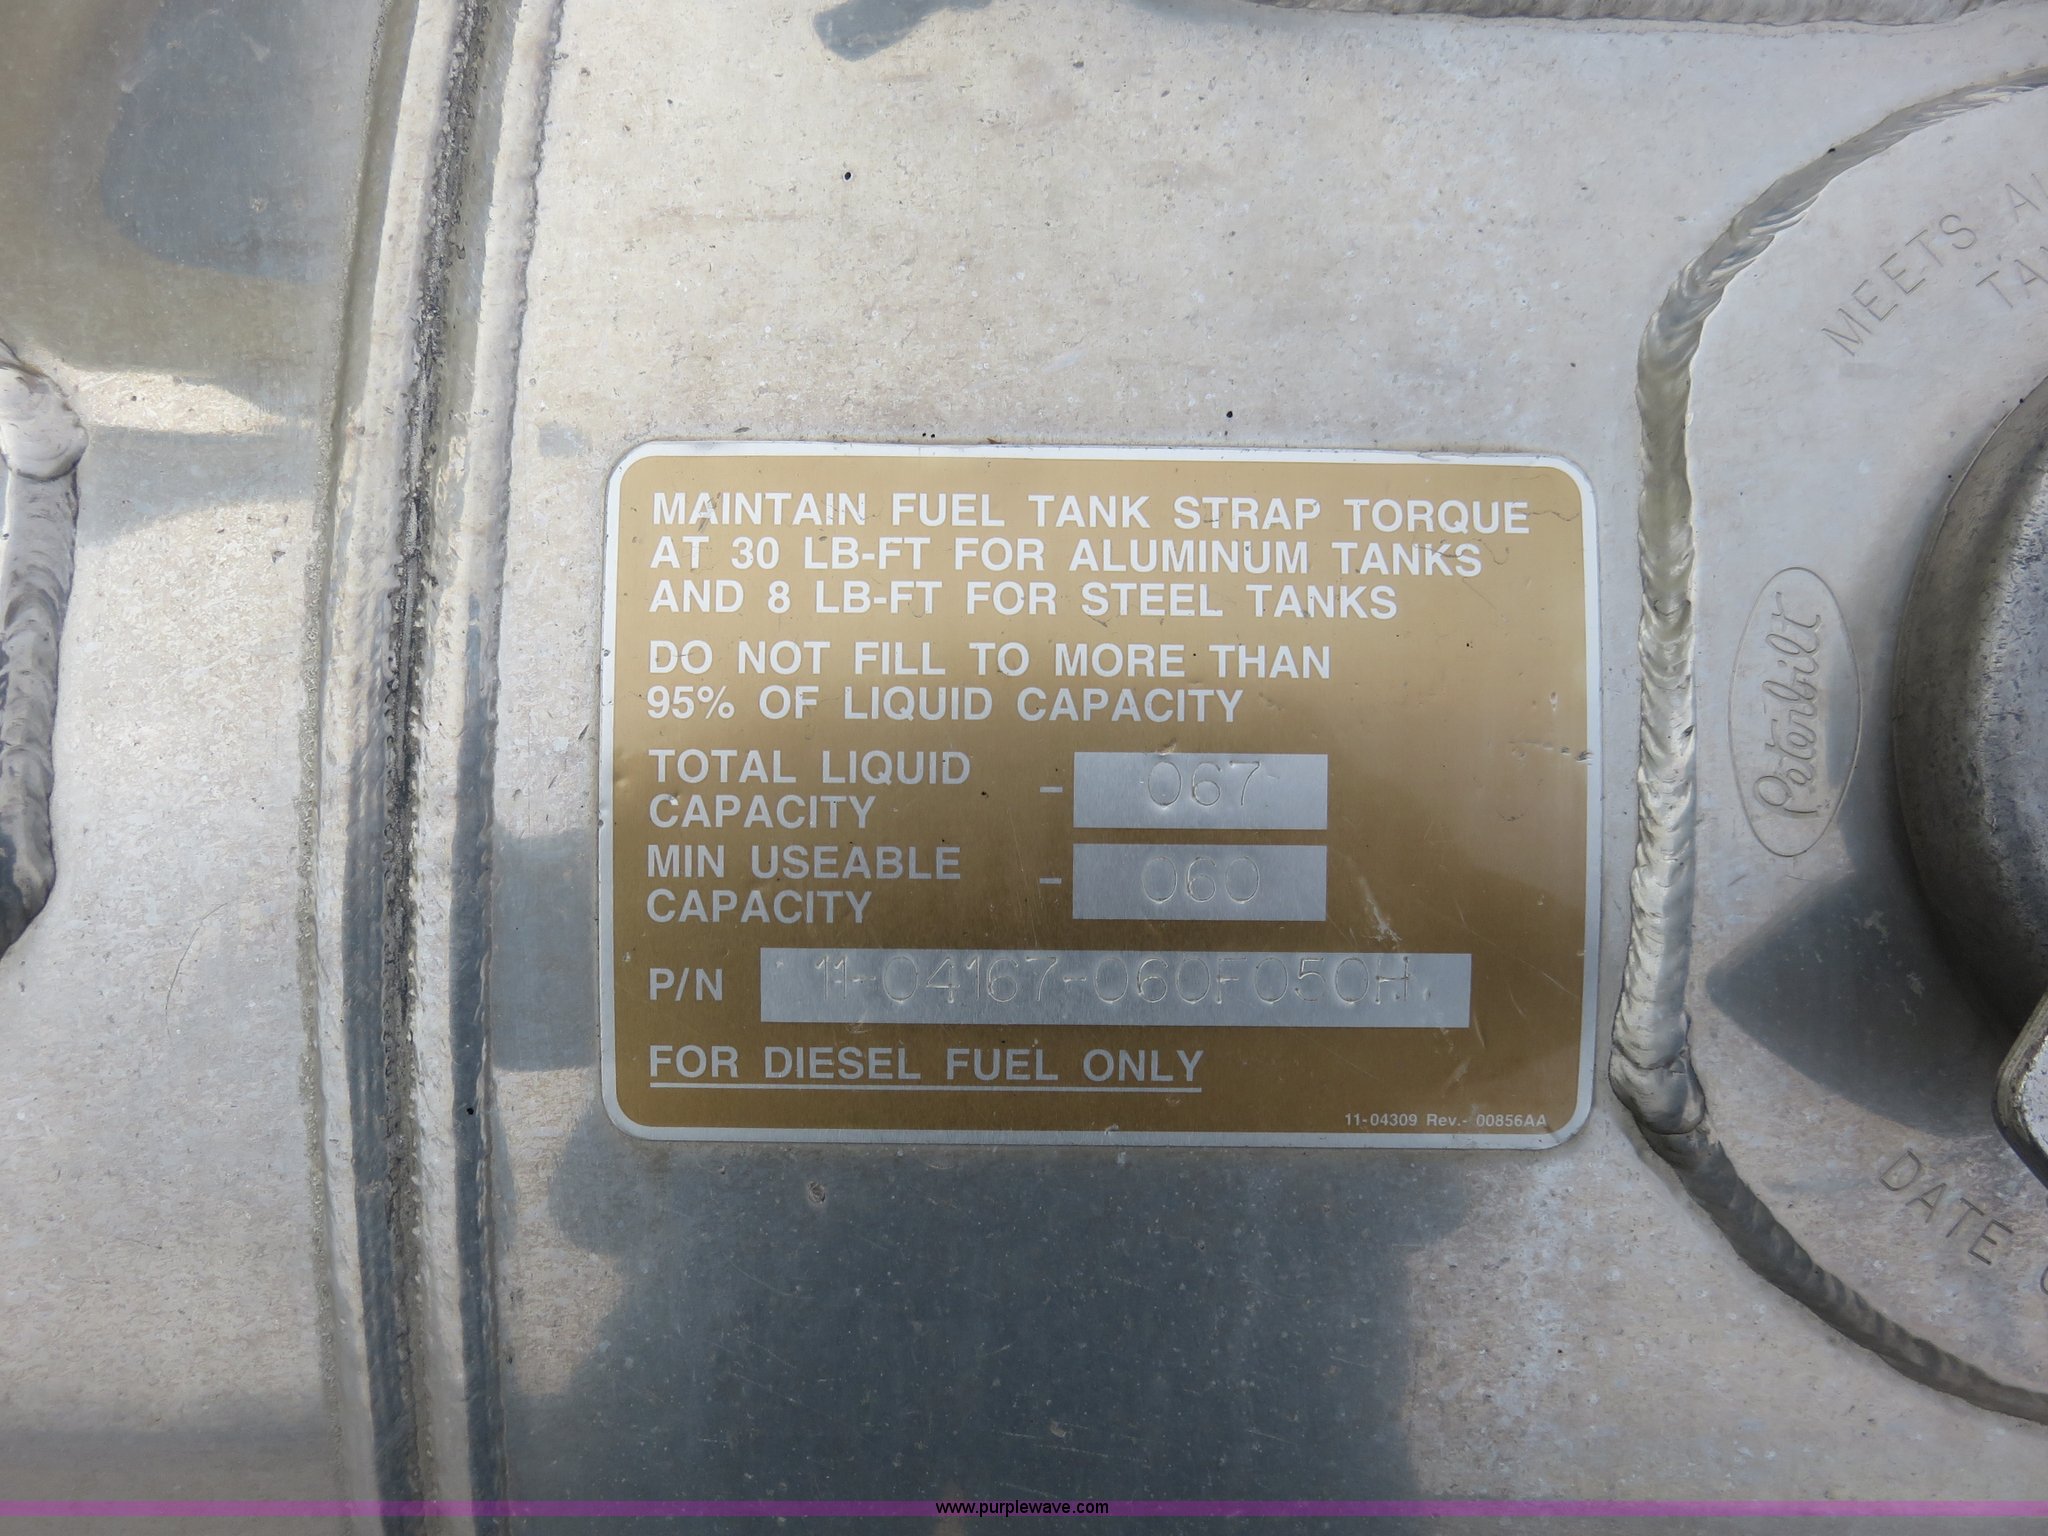 MAINTAIN FUEL TANK STRAP TORQUE
AT 30 LB-FT FOR ALUMINUM TANKS
AND 8 LB-FT FOR STEEL TANKS
DO NOT FILL TO MORE THAN
95% OF LIQUID CAPACITY
TOTAL LIQUID
CAPACITY - 067
MIN USEABLE
CAPACITY - 060
P/N 11-04167-060F050H
FOR DIESEL FUEL ONLY
11-04309 Rev.- 00856AA
MEETS
Peterbilt
DATE
www.purplewave.com